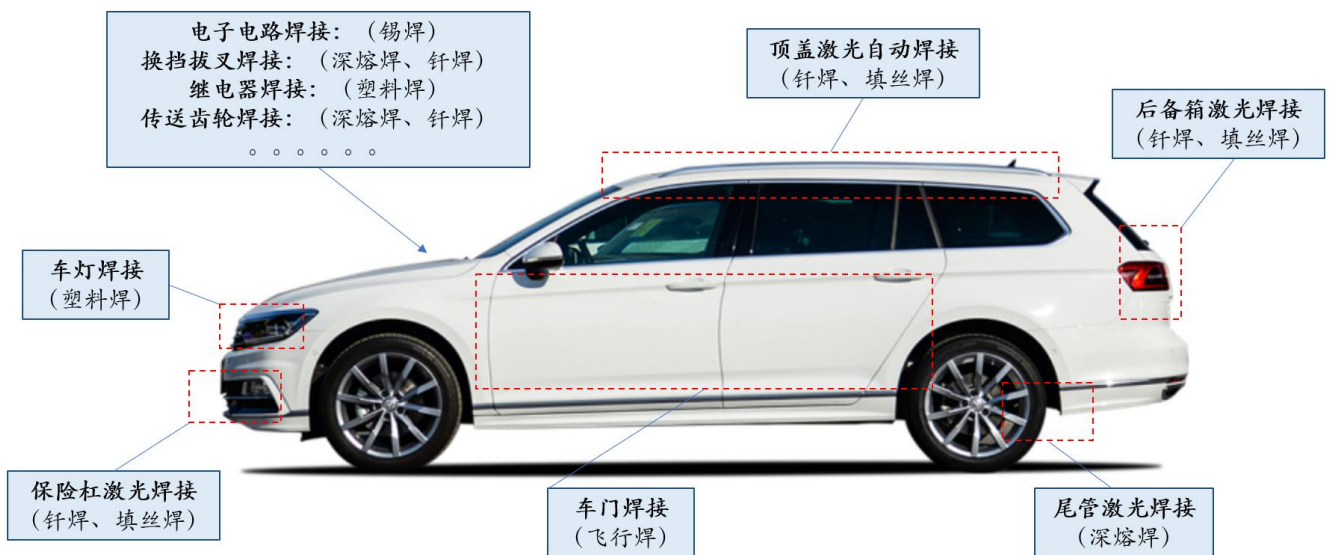 电子电路焊接：（锡焊）
换挡拔叉焊接：（深熔焊、钎焊）
继电器焊接：（塑料焊）
传送齿轮焊接：（深熔焊、钎焊）
。。。。。。
顶盖激光自动焊接
（钎焊、填丝焊）
后备箱激光焊接
（钎焊、填丝焊）
车灯焊接
（塑料焊）
保险杠激光焊接
（钎焊、填丝焊）
车门焊接
（飞行焊）
尾管激光焊接
（深熔焊）